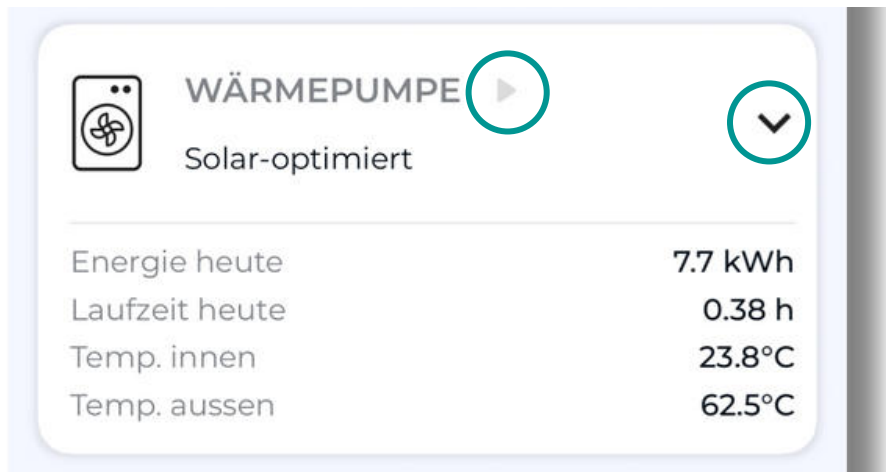 WÄRMEPUMPE
Solar-optimiert
Energie heute 7.7 kWh
Laufzeit heute 0.38 h
Temp. innen 23.8°C
Temp. aussen 62.5°C